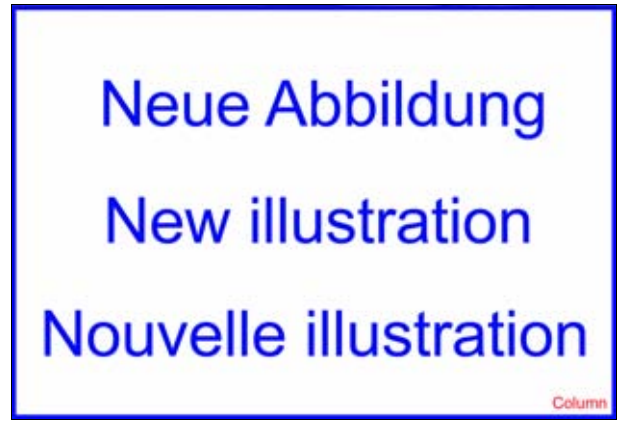 Neue Abbildung
New illustration
Nouvelle illustration
Column